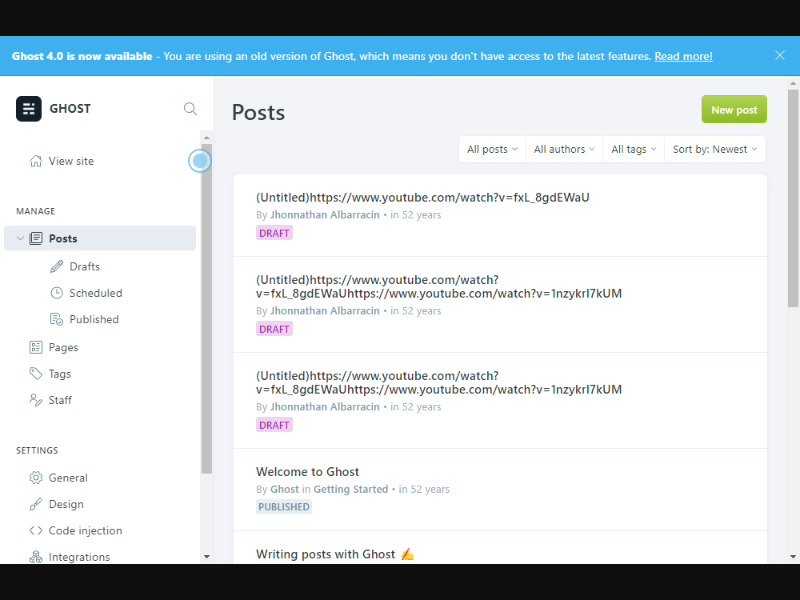 Ghost 4.0 is now available - You are using an old version of Ghost, which means you don't have access to the latest features. Read more!
GHOST
View site
MANAGE
Posts
Drafts
Scheduled
Published
Pages
Tags
Staff
SETTINGS
General
Design
Code injection
Integrations
Posts
New post
All posts
All authors
All tags
Sort by: Newest
(Untitled)https://www.youtube.com/watch?v=fxL_8gdEWaU
By Jhonnathan Albarracin • in 52 years
DRAFT
(Untitled)https://www.youtube.com/watch?
v=fxL_8gdEWaUhttps://www.youtube.com/watch?v=1nzykrI7kUM
By Jhonnathan Albarracin • in 52 years
DRAFT
(Untitled)https://www.youtube.com/watch?
v=fxL_8gdEWaUhttps://www.youtube.com/watch?v=1nzykrI7kUM
By Jhonnathan Albarracin • in 52 years
DRAFT
Welcome to Ghost
By Ghost in Getting Started • in 52 years
PUBLISHED
Writing posts with Ghost ✍️